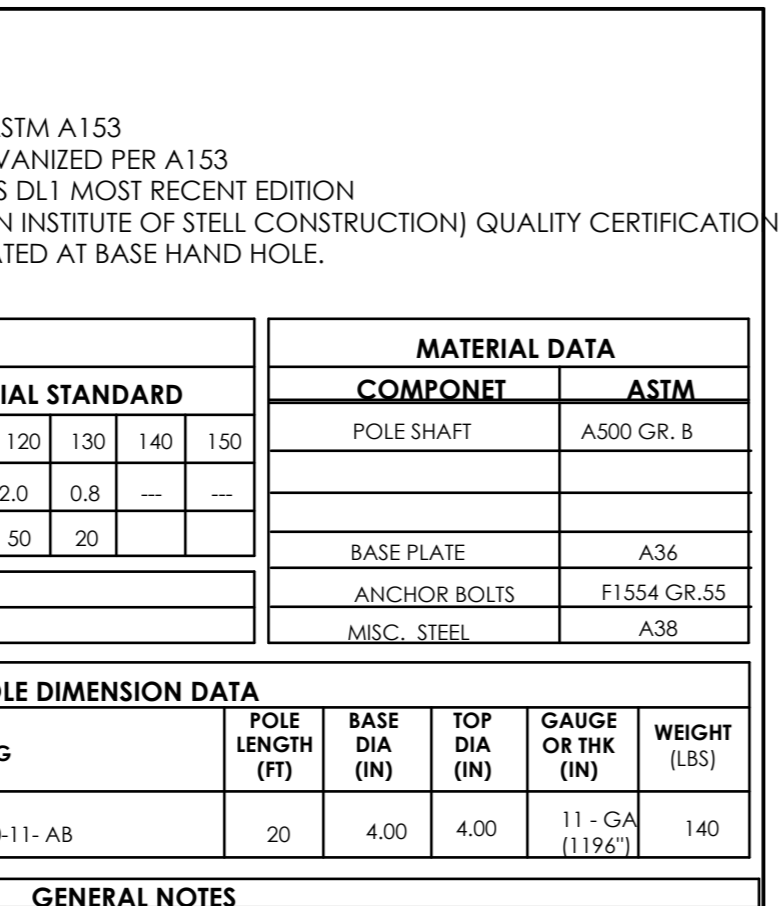 STM A153
VANIZED PER A153
S DL1 MOST RECENT EDITION
N INSTITUTE OF STELL CONSTRUCTION) QUALITY CERTIFICATION
ATED AT BASE HAND HOLE.
IAL STANDARD
120 130 140 150
2.0 0.8 --- ---
50 20
MATERIAL DATA
COMPONET ASTM
POLE SHAFT A500 GR. B
BASE PLATE A36
ANCHOR BOLTS F1554 GR.55
MISC. STEEL A38
OLE DIMENSION DATA
G
POLE LENGTH (FT)
BASE DIA (IN)
TOP DIA (IN)
GAUGE OR THK (IN)
WEIGHT (LBS)
-11- AB 20 4.00 4.00 11 - GA (1196") 140
GENERAL NOTES